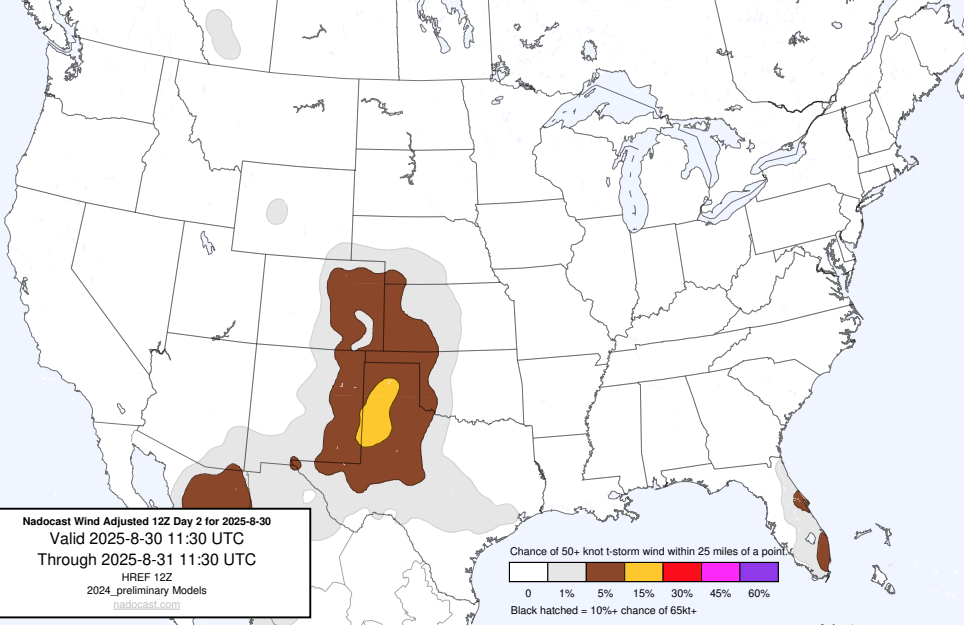 Nadocast Wind Adjusted 12Z Day 2 for 2025-8-30
Valid 2025-8-30 11:30 UTC
Through 2025-8-31 11:30 UTC
HREF 12Z
2024_preliminary Models
nadocast.com
Chance of 50+ knot t-storm wind within 25 miles of a point.
0 1% 5% 15% 30% 45% 60%
Black hatched = 10%+ chance of 65kt+